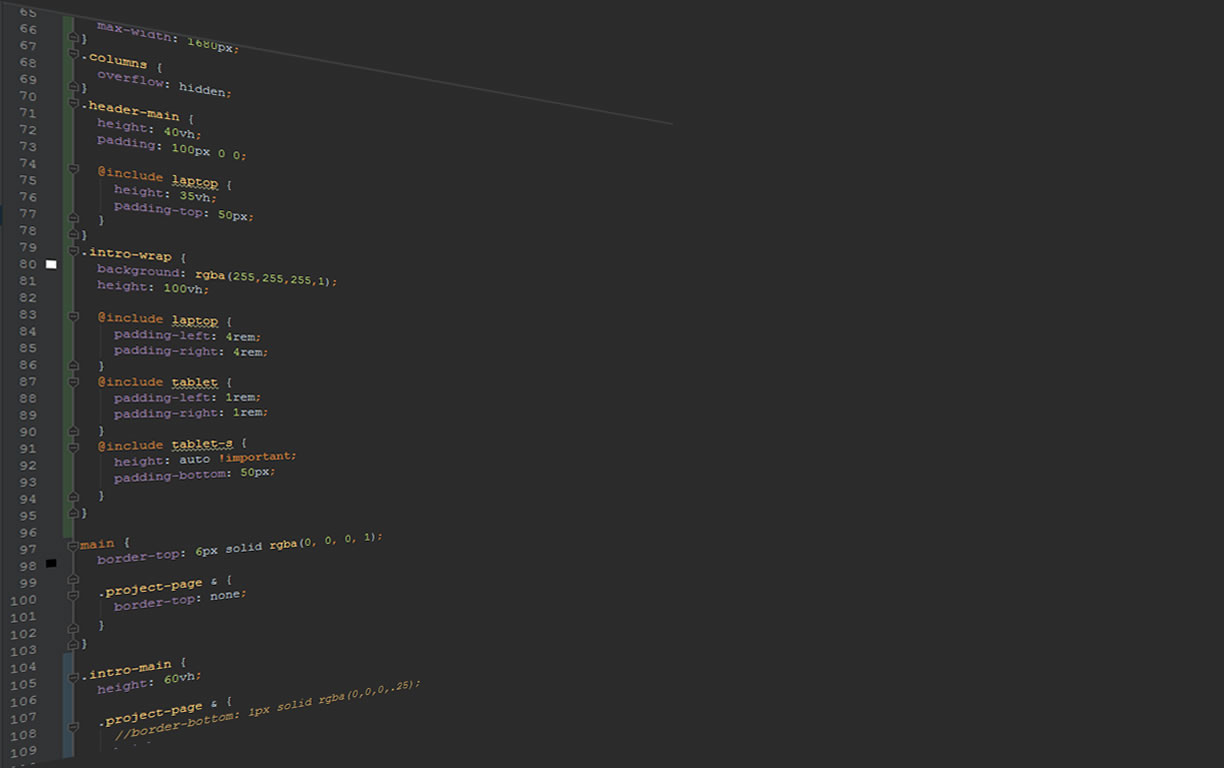 65
66 max-width: 1680px;
67 }
68 .columns {
69 overflow: hidden;
70 }
71 .header-main {
72 height: 40vh;
73 padding: 100px 0 0;
74
75 @include laptop {
76 height: 35vh;
77 padding-top: 50px;
78 }
79 }
80 .intro-wrap {
81 background: rgba(255,255,255,1);
82 height: 100vh;
83
84 @include laptop {
85 padding-left: 4rem;
86 padding-right: 4rem;
87 }
88 @include tablet {
89 padding-left: 1rem;
90 padding-right: 1rem;
91 }
92 @include tablet-s {
93 height: auto !important;
94 padding-bottom: 50px;
95 }
96 }
97 main {
98 border-top: 6px solid rgba(0, 0, 0, 1);
99
100 .project-page & {
101 border-top: none;
102 }
103 }
104 .intro-main {
105 height: 60vh;
106
107 .project-page & {
108 //border-bottom: 1px solid rgba(0,0,0,.25);
109